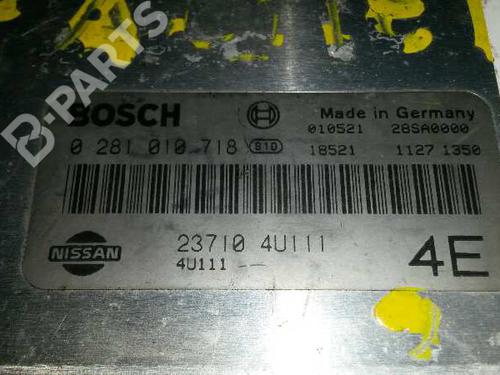 B-PARTS
BOSCH
Made in Germany
0 281 010 718 S10
010521 28SA0000
18521 1127 1350
NISSAN
23710 4U111
4U111 --
4E